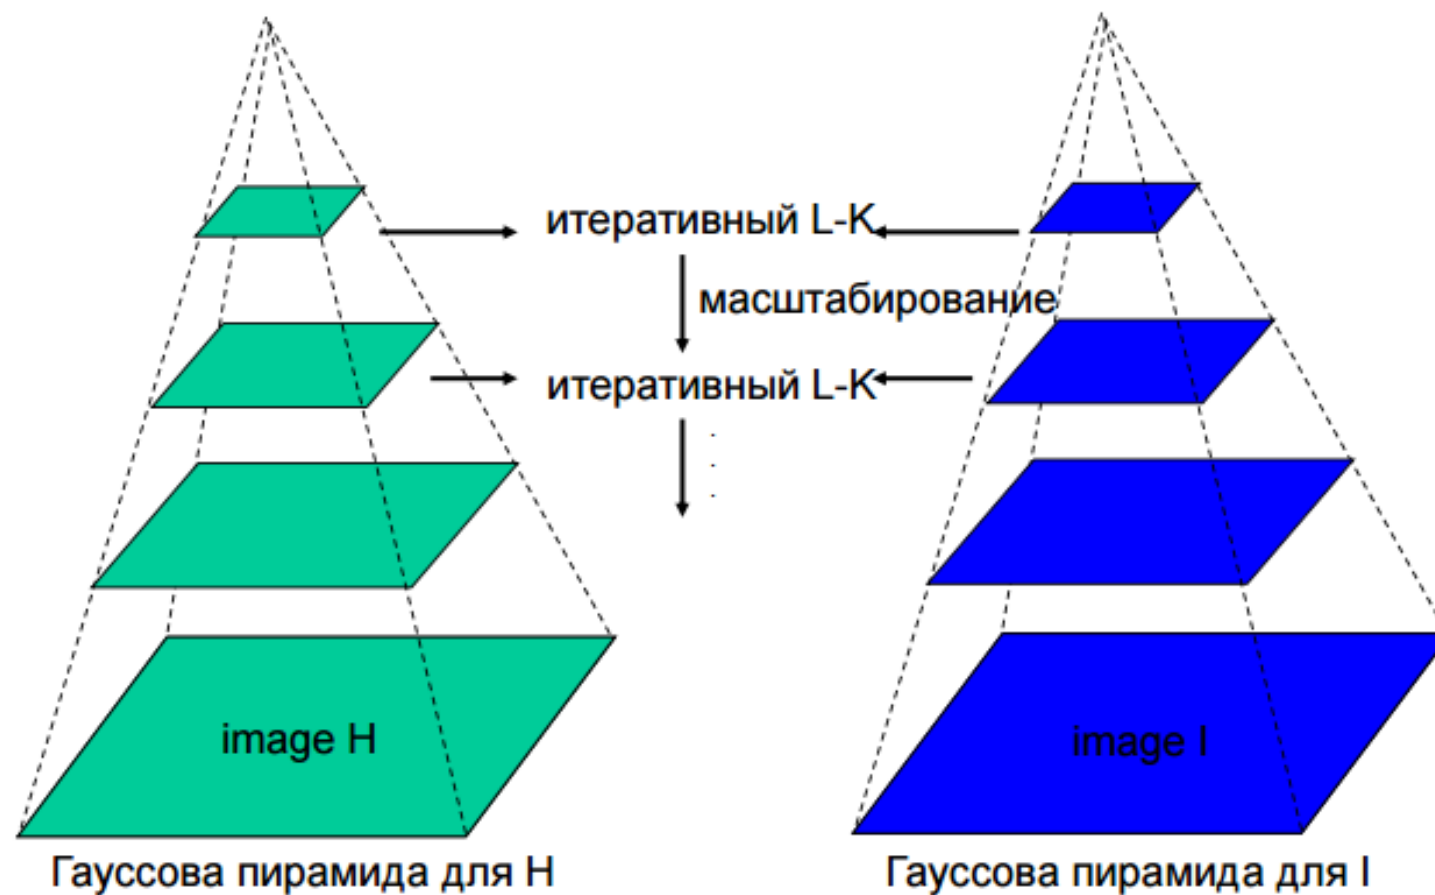 итеративный L-K
масштабирование
итеративный L-K
image H
image I
Гауссова пирамида для H
Гауссова пирамида для I